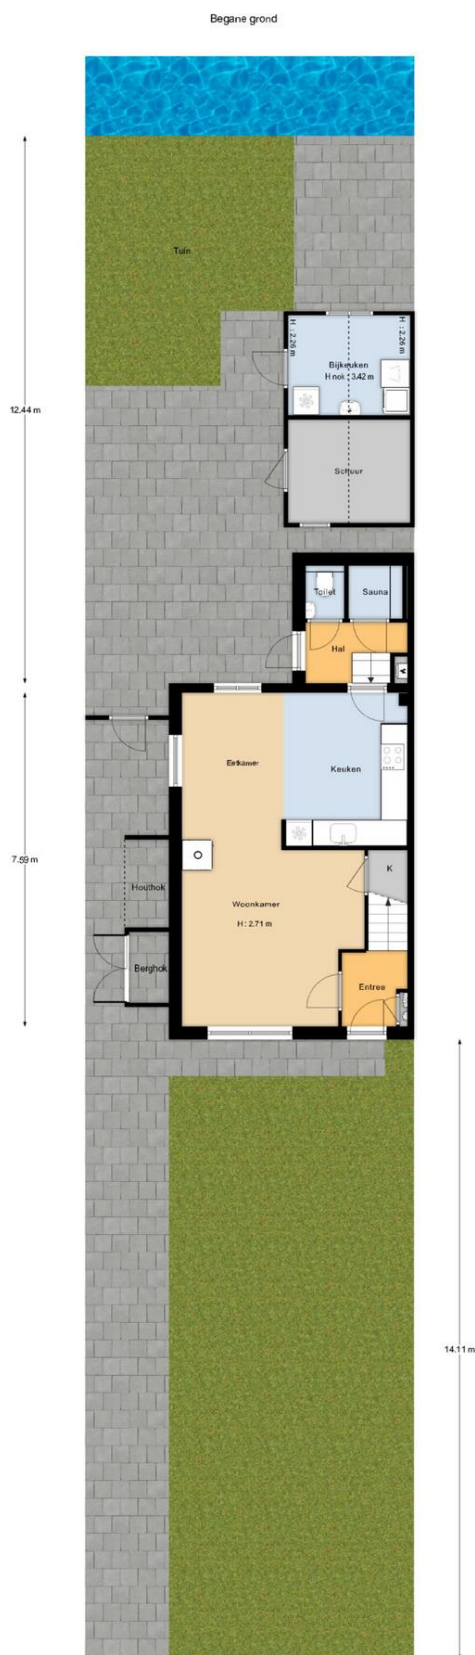 Begane grond
Tuin
H : 2.26 m
H : 2.26 m
Bijkeuken
H nok : 3.42 m
12.44 m
Schuur
Toilet
Sauna
Hal
Eetkamer
Keuken
7.59 m
K
Houthok
Woonkamer
H : 2.71 m
Berghok
Entree
14.11 m